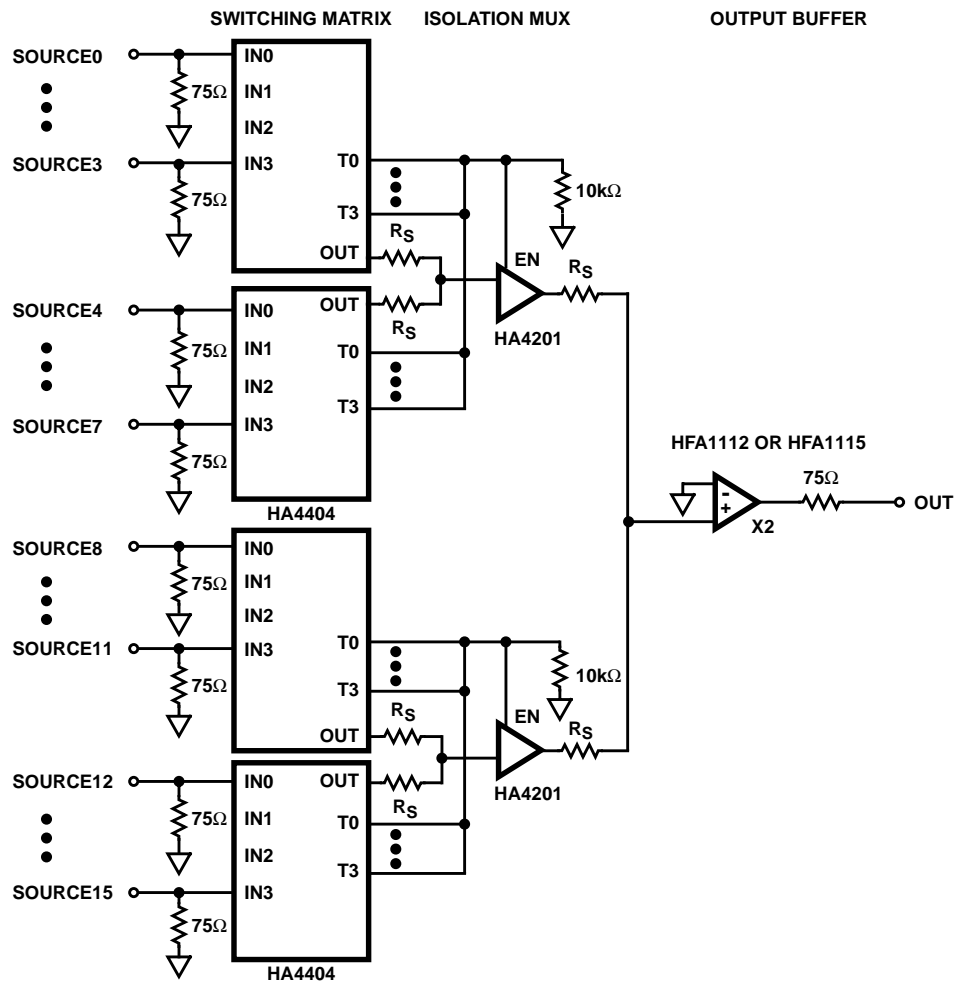 SWITCHING MATRIX
ISOLATION MUX
OUTPUT BUFFER
SOURCE0
75Ω
IN0
IN1
IN2
SOURCE3
IN3
75Ω
T0
T3
OUT
RS
10kΩ
EN
RS
HA4201
SOURCE4
75Ω
IN0
IN1
IN2
OUT
RS
T0
T3
SOURCE7
75Ω
IN3
HA4404
HFA1112 OR HFA1115
-
+
X2
75Ω
OUT
SOURCE8
75Ω
IN0
IN1
IN2
SOURCE11
75Ω
IN3
T0
T3
OUT
RS
10kΩ
EN
RS
HA4201
SOURCE12
75Ω
IN0
IN1
IN2
OUT
RS
T0
T3
SOURCE15
75Ω
IN3
HA4404